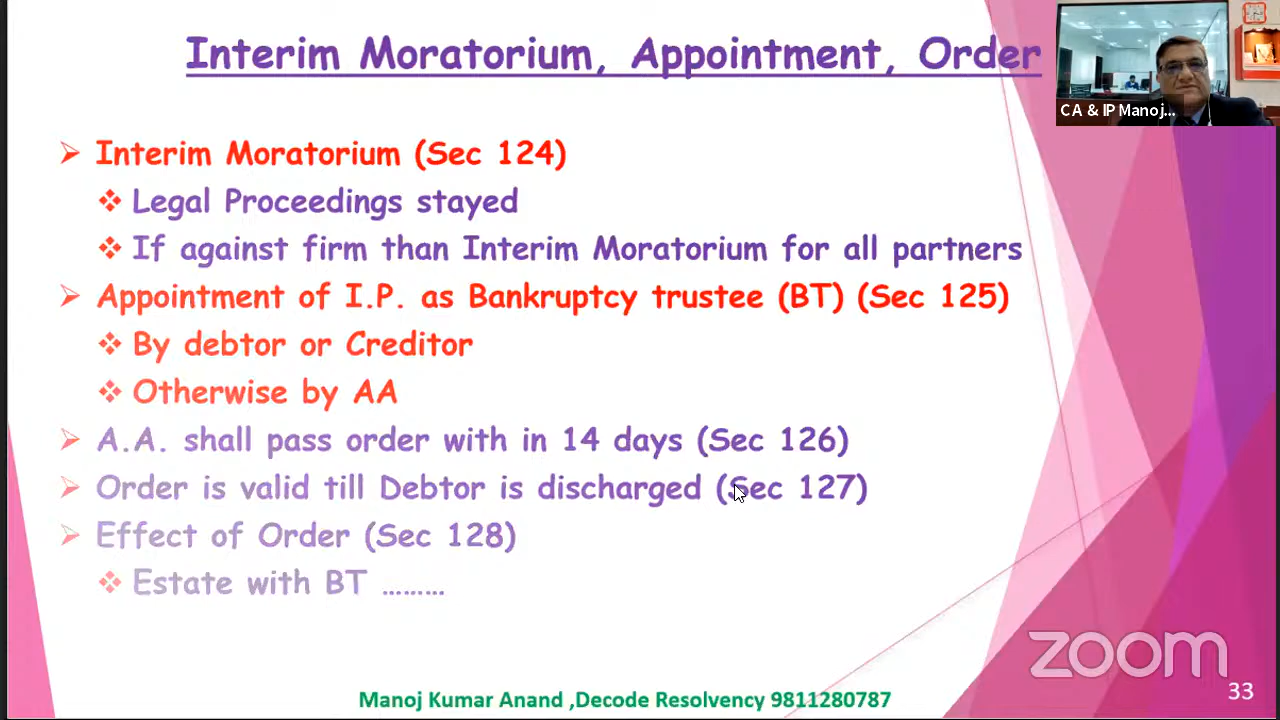 Interim Moratorium, Appointment, Order
CA & IP Manoj...
➢ Interim Moratorium (Sec 124)
❖ Legal Proceedings stayed
❖ If against firm than Interim Moratorium for all partners
➢ Appointment of I.P. as Bankruptcy trustee (BT) (Sec 125)
❖ By debtor or Creditor
❖ Otherwise by AA
➢ A.A. shall pass order with in 14 days (Sec 126)
➢ Order is valid till Debtor is discharged (Sec 127)
➢ Effect of Order (Sec 128)
❖ Estate with BT .........
zoom
33
Manoj Kumar Anand ,Decode Resolvency 9811280787